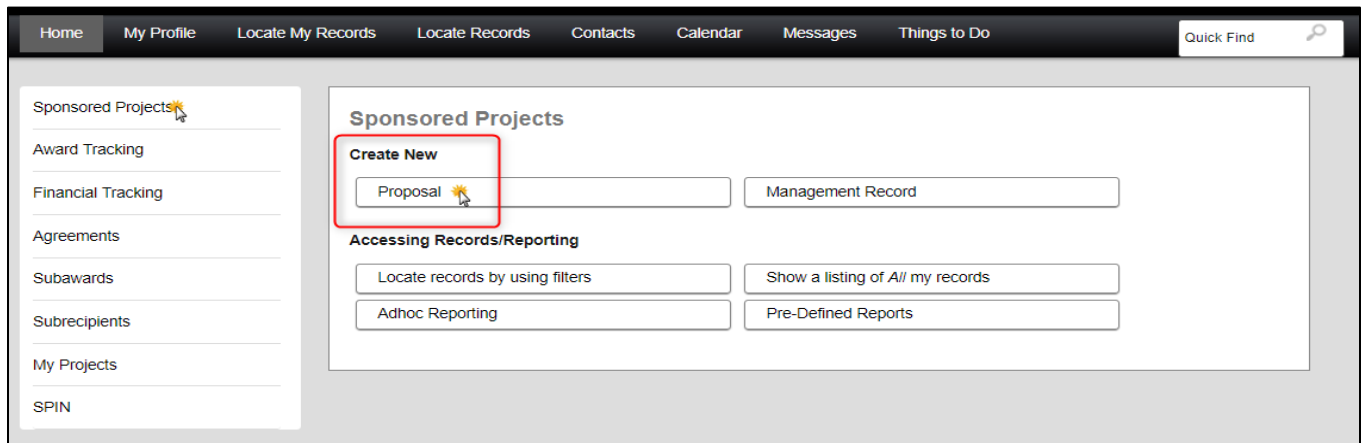 Home My Profile Locate My Records Locate Records Contacts Calendar Messages Things to Do Quick Find
Sponsored Projects
Award Tracking
Financial Tracking
Agreements
Subawards
Subrecipients
My Projects
SPIN
Sponsored Projects
Create New
Proposal Management Record
Accessing Records/Reporting
Locate records by using filters Show a listing of All my records
Adhoc Reporting Pre-Defined Reports